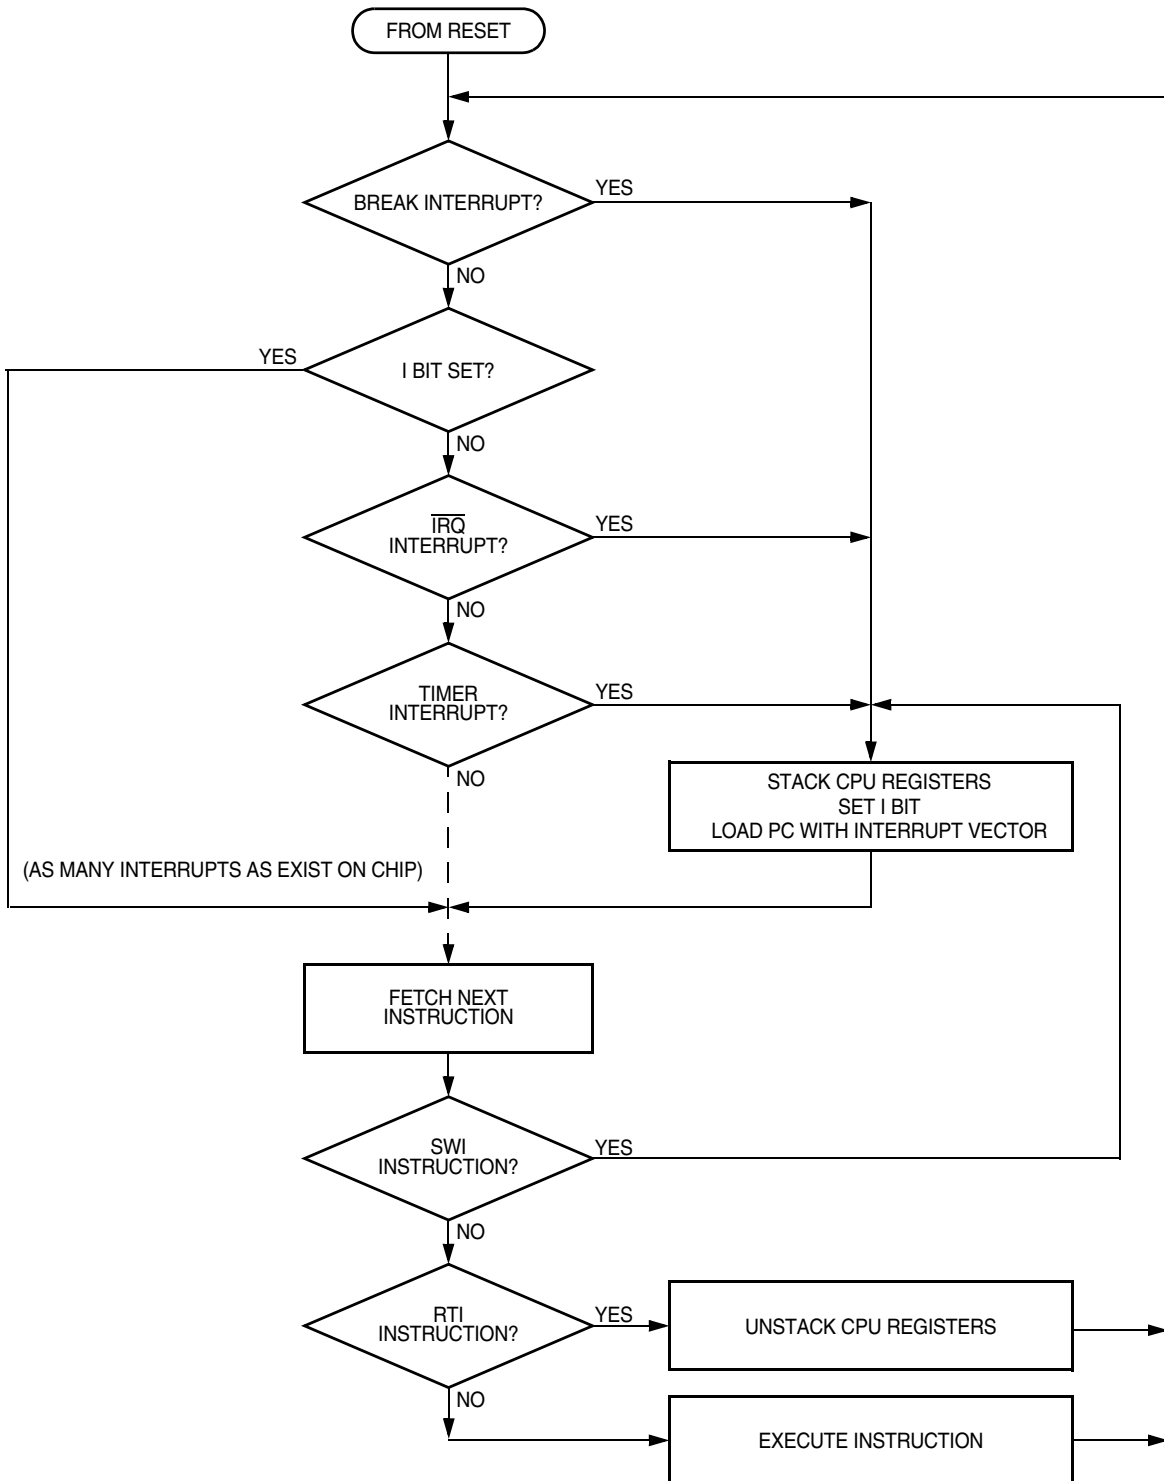 FROM RESET
BREAK INTERRUPT?
YES
NO
YES
I BIT SET?
NO
IRQ
INTERRUPT?
YES
NO
TIMER
INTERRUPT?
YES
NO
STACK CPU REGISTERS
SET I BIT
LOAD PC WITH INTERRUPT VECTOR
(AS MANY INTERRUPTS AS EXIST ON CHIP)
FETCH NEXT
INSTRUCTION
SWI
INSTRUCTION?
YES
NO
RTI
INSTRUCTION?
YES
UNSTACK CPU REGISTERS
NO
EXECUTE INSTRUCTION